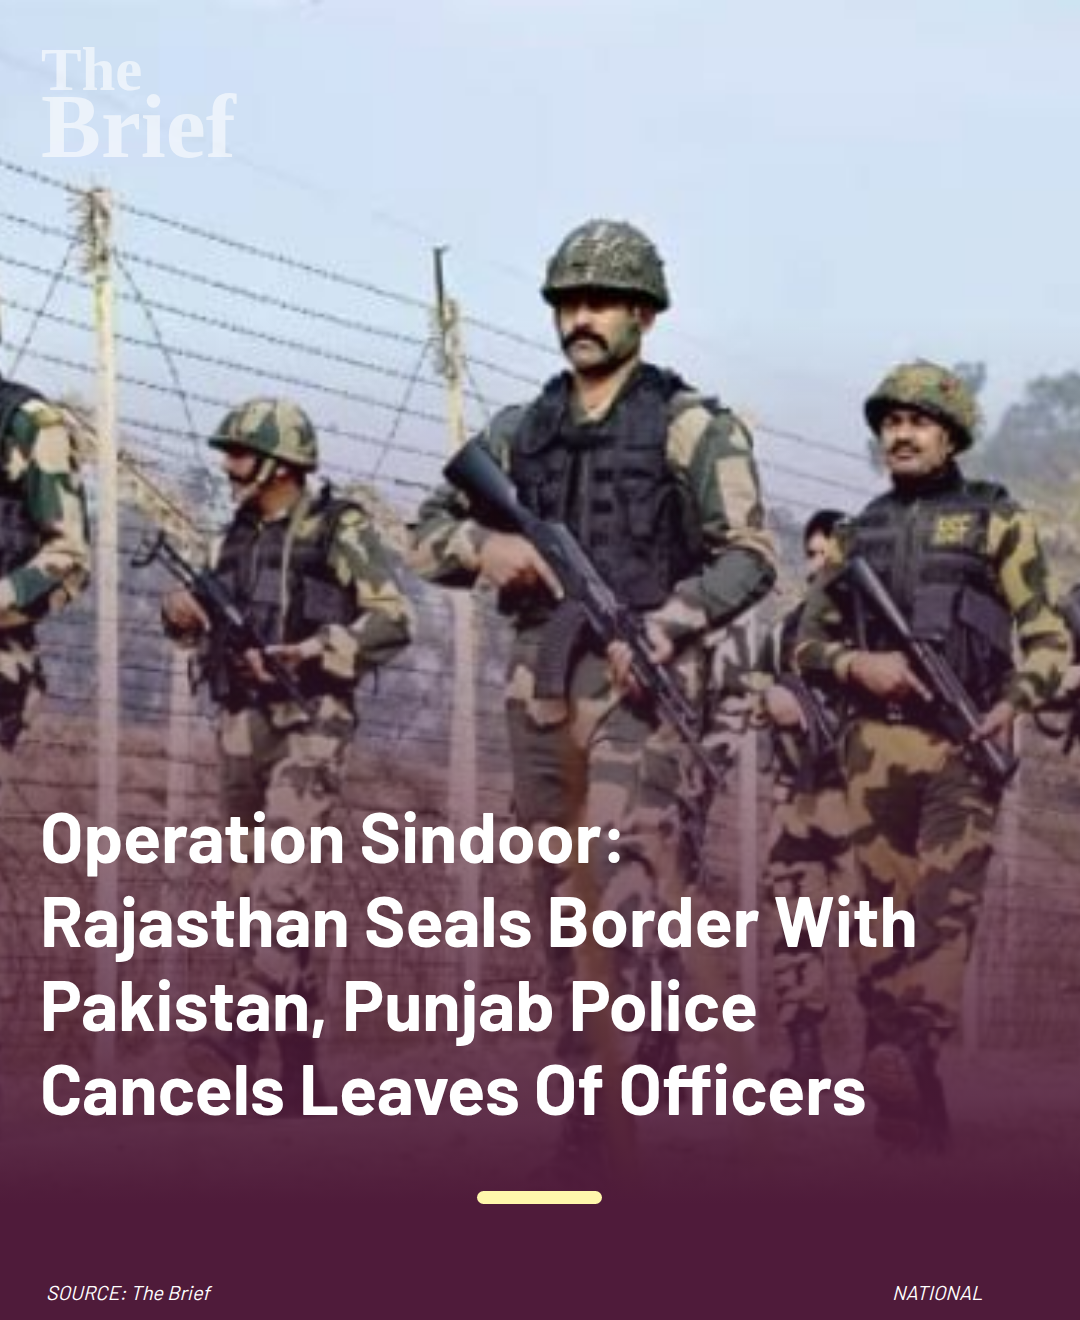 The
Brief
BSF
Operation Sindoor:
Rajasthan Seals Border With
Pakistan, Punjab Police
Cancels Leaves Of Officers
SOURCE: The Brief
NATIONAL